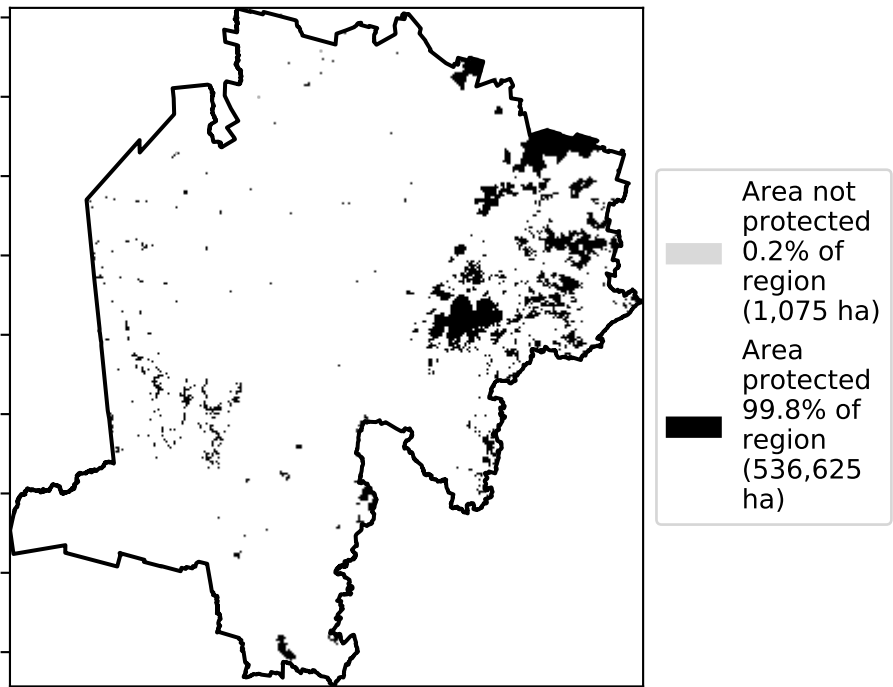 Area not
protected
0.2% of
region
(1,075 ha)
Area
protected
99.8% of
region
(536,625
ha)